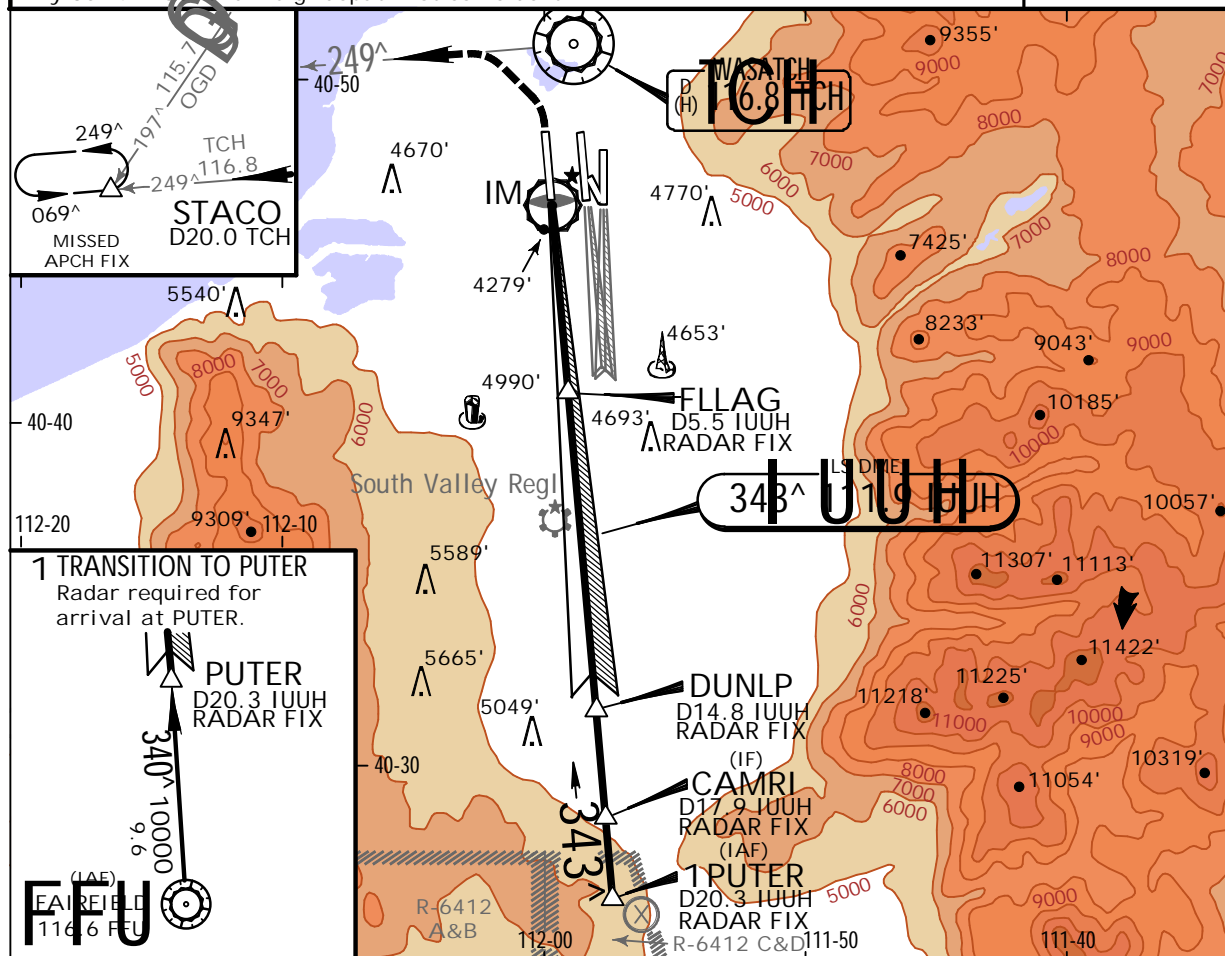 115.7
OGD
197^
249^
TCH
116.8
249^
069^
STACO
D20.0 TCH
MISSED
APCH FIX
249^
40-50
WASATCH
D
(H)
116.8 TCH
TCH
9355'
9000
7000
8000
7000
6000
5000
4670'
4770'
IM
4279'
7425'
7000
8000
5540'
5000
8000
7000
6000
9347'
9309'
4653'
4990'
4693'
8233'
9043'
9000
10185'
10000
FLLAG
D5.5 IUUH
RADAR FIX
40-40
South Valley Regl
LS DME
343^ 111.9 IUUH
I UUH
10057'
112-20
112-10
11307'
11113'
6000
5589'
5665'
5049'
11422'
11225'
11218'
11000
10000
9000
10319'
11054'
8000
7000
6000
5000
9000
1 TRANSITION TO PUTER
Radar required for
arrival at PUTER.
PUTER
D20.3 IUUH
RADAR FIX
340^ 10000
9.6
(IAF)
FAIRFIELD
116.6 FFU
FFU
DUNLP
D14.8 IUUH
RADAR FIX
(IF)
CAMRI
D17.9 IUUH
RADAR FIX
(IAF)
1 PUTER
D20.3 IUUH
RADAR FIX
343^
40-30
R-6412
A&B
X
R-6412 C&D
112-00
111-50
111-40